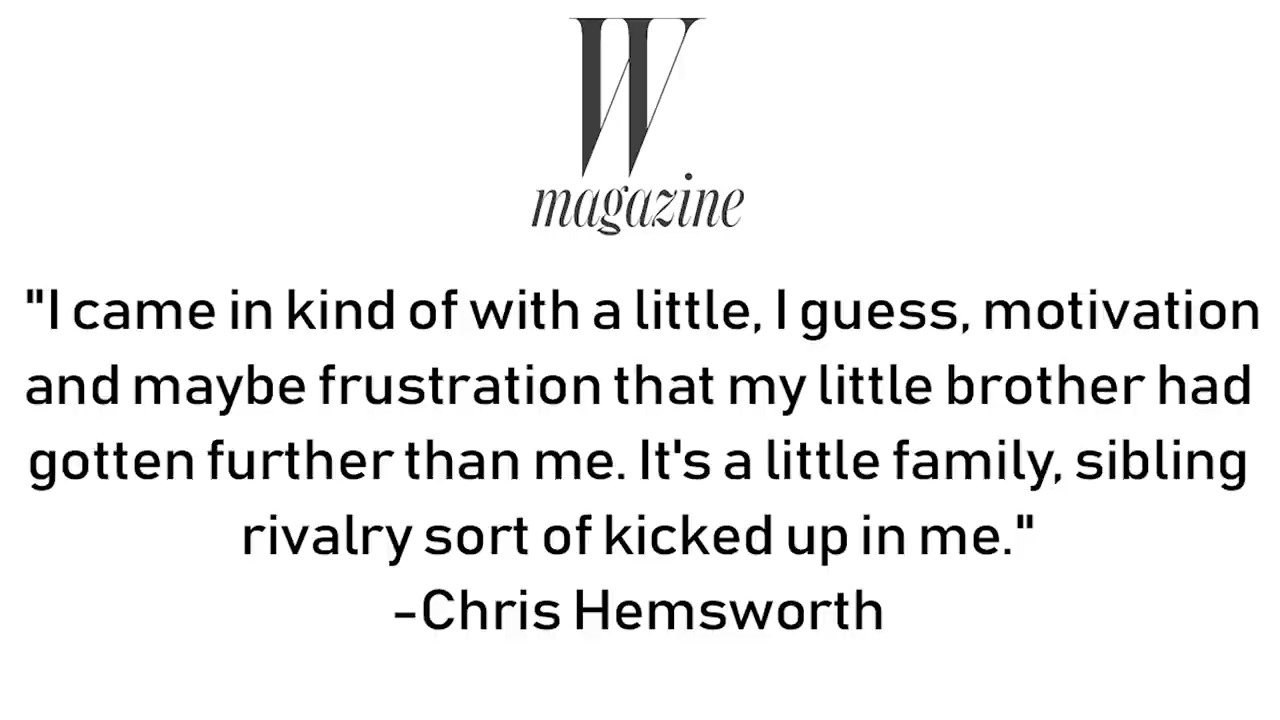 W
magazine
"I came in kind of with a little, I guess, motivation
and maybe frustration that my little brother had
gotten further than me. It's a little family, sibling
rivalry sort of kicked up in me."
-Chris Hemsworth